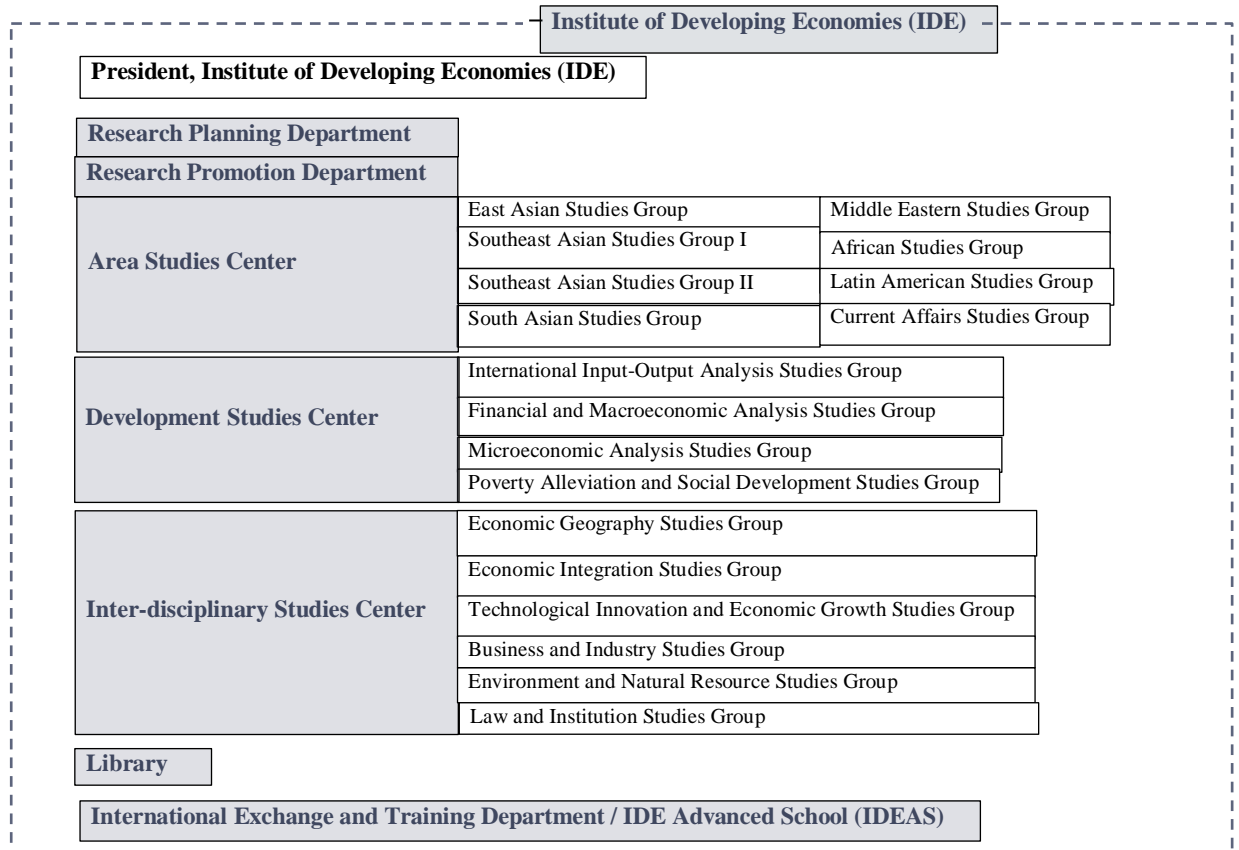 Institute of Developing Economies (IDE)
President, Institute of Developing Economies (IDE)
Research Planning Department
Research Promotion Department
Area Studies Center
East Asian Studies Group
Middle Eastern Studies Group
Southeast Asian Studies Group I
African Studies Group
Southeast Asian Studies Group II
Latin American Studies Group
South Asian Studies Group
Current Affairs Studies Group
Development Studies Center
International Input-Output Analysis Studies Group
Financial and Macroeconomic Analysis Studies Group
Microeconomic Analysis Studies Group
Poverty Alleviation and Social Development Studies Group
Inter-disciplinary Studies Center
Economic Geography Studies Group
Economic Integration Studies Group
Technological Innovation and Economic Growth Studies Group
Business and Industry Studies Group
Environment and Natural Resource Studies Group
Law and Institution Studies Group
Library
International Exchange and Training Department / IDE Advanced School (IDEAS)